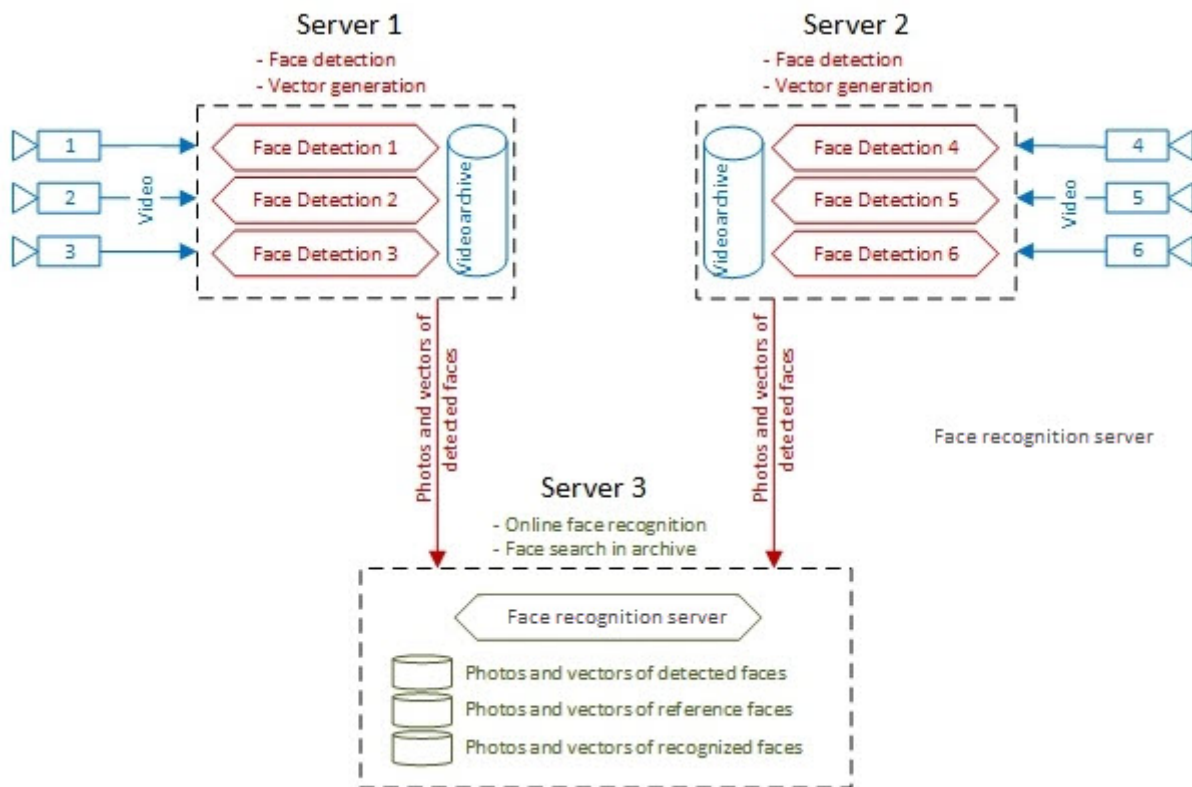 Server 1
- Face detection
- Vector generation
1
2
3
Video
Face Detection 1
Face Detection 2
Face Detection 3
Videoarchive
Server 2
- Face detection
- Vector generation
Videoarchive
Face Detection 4
Face Detection 5
Face Detection 6
Video
4
5
6
Photos and vectors of
detected faces
Photos and vectors of
detected faces
Face recognition server
Server 3
- Online face recognition
- Face search in archive
Face recognition server
Photos and vectors of detected faces
Photos and vectors of reference faces
Photos and vectors of recognized faces